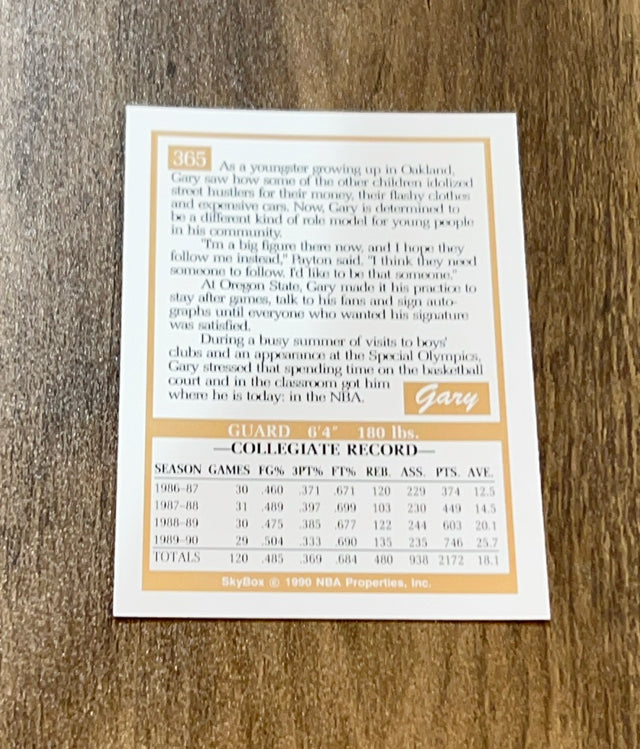 365
As a youngster growing up in Oakland,
Gary saw how some of the other children idolized
street hustlers for their money, their flashy clothes
and expensive cars. Now, Gary is determined to
be a different kind of role model for young people
in his community.
"I'm a big figure there now, and I hope they
follow me instead," Payton said. "I think they need
someone to follow. I'd like to be that someone."
At Oregon State, Gary made it his practice to
stay after games, talk to his fans and sign auto-
graphs until everyone who wanted his signature
was satisfied.
During a busy summer of visits to boys'
clubs and an appearance at the Special Olympics,
Gary stressed that spending time on the basketball
court and in the classroom got him
where he is today: in the NBA.
Gary
GUARD 6'4" 180 lbs.
—COLLEGIATE RECORD—
SEASON GAMES FG% 3PT% FT% REB. ASS. PTS. AVE.
1986-87 30 .460 .371 .671 120 229 374 12.5
1987-88 31 .489 .397 .699 103 230 449 14.5
1988-89 30 .475 .385 .677 122 244 603 20.1
1989-90 29 .504 .333 .690 135 235 746 25.7
TOTALS 120 .485 .369 .684 480 938 2172 18.1
SkyBox © 1990 NBA Properties, Inc.